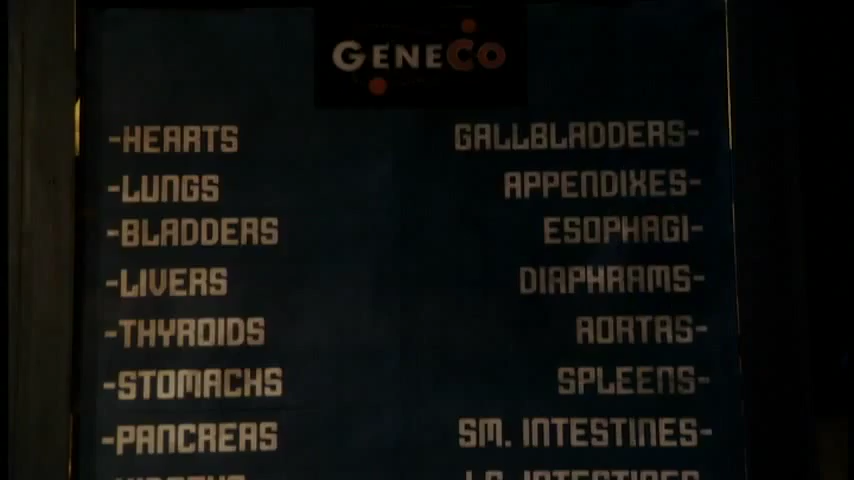 GENECO
-HEARTS
-LUNGS
-BLADDERS
-LIVERS
-THYROIDS
-STOMACHS
-PANCREAS
GALLBLADDERS-
APPENDIXES-
ESOPHAGI-
DIAPHRAMS-
AORTAS-
SPLEENS-
SM. INTESTINES-